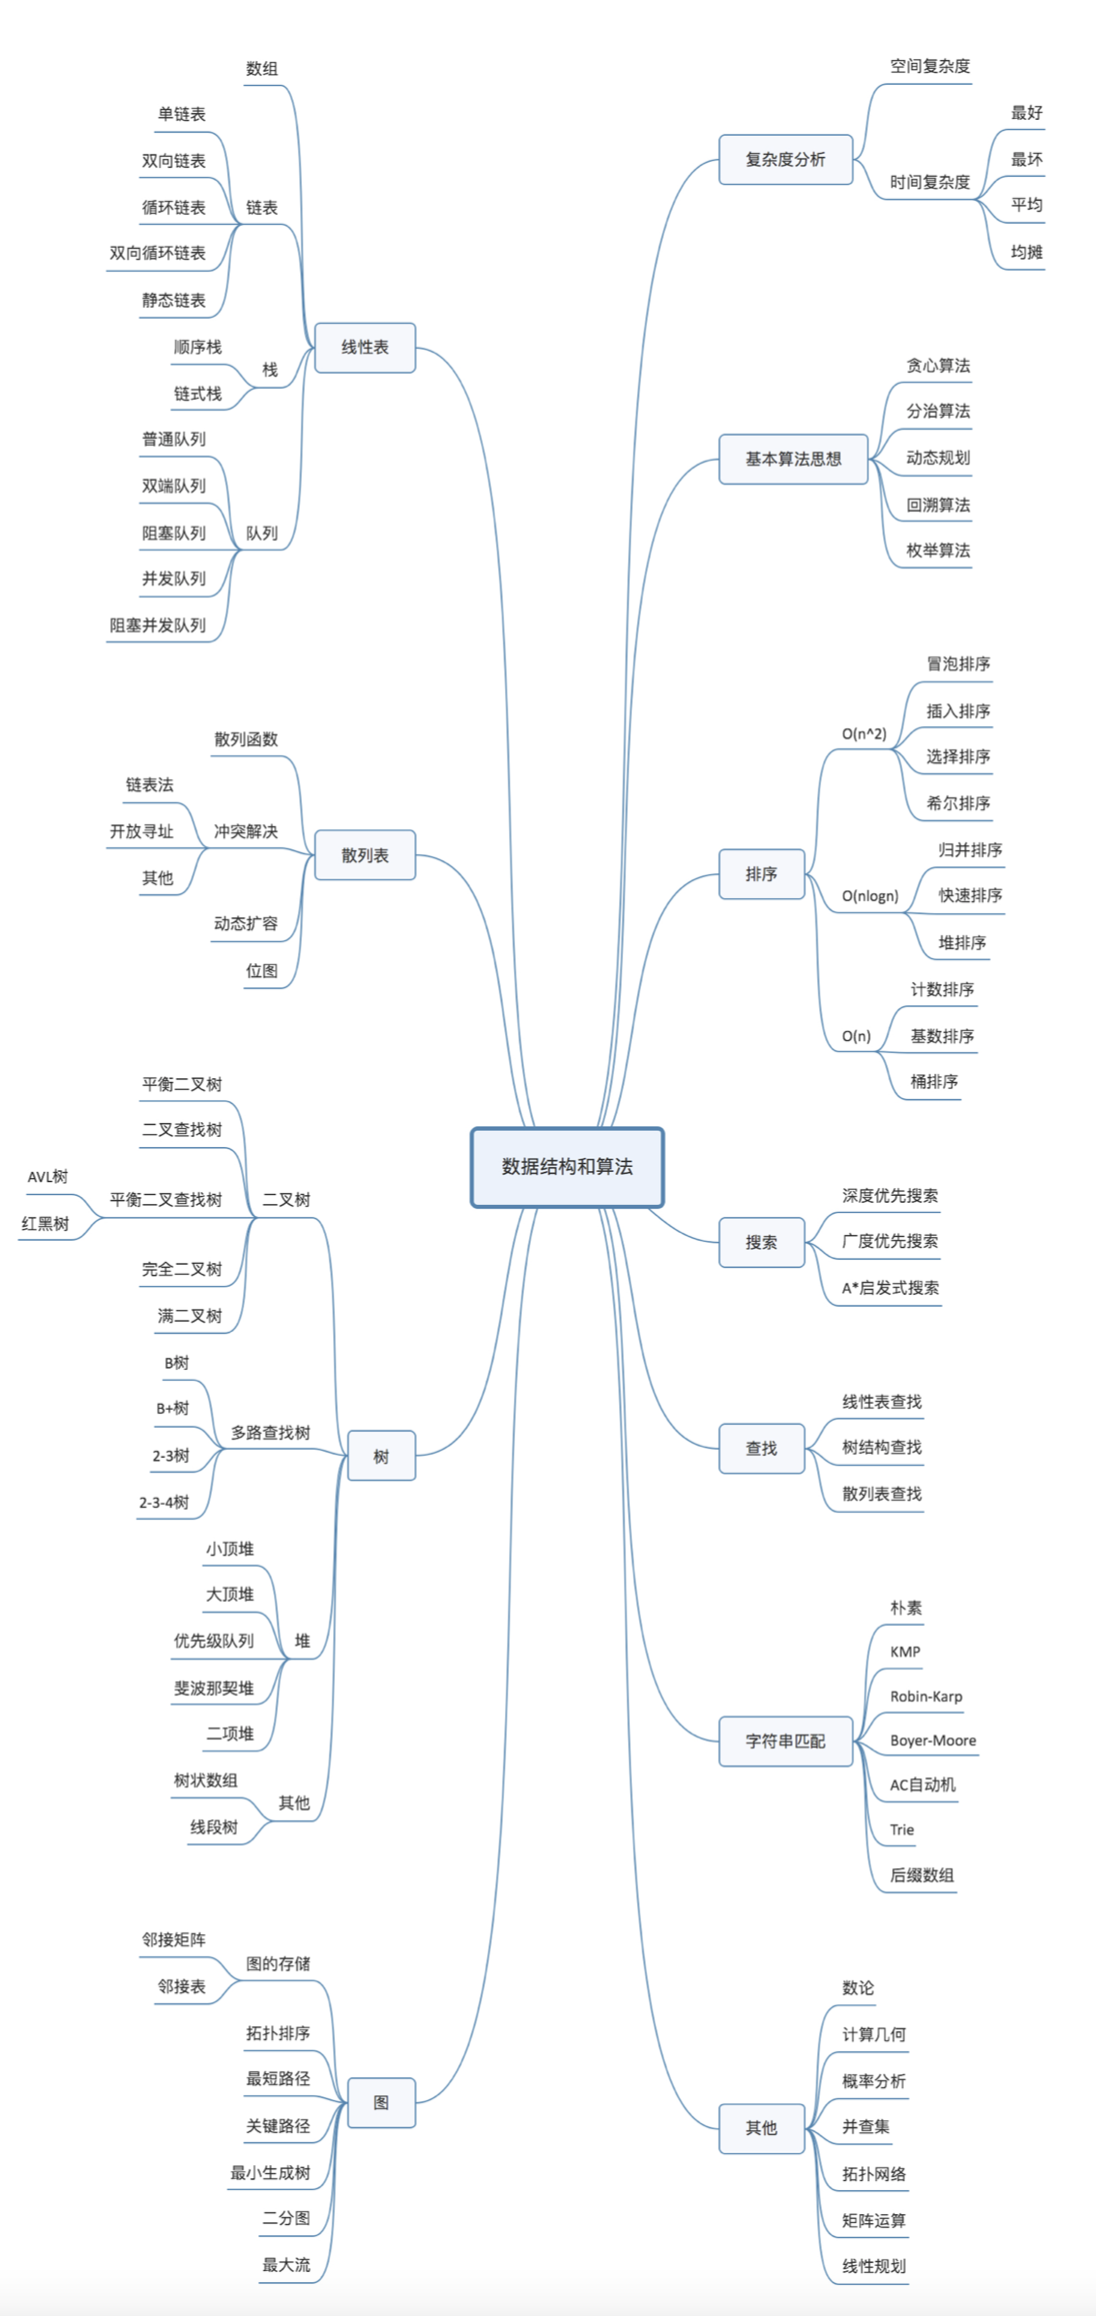 数据结构和算法
线性表
数组
链表
单链表
双向链表
循环链表
双向循环链表
静态链表
栈
顺序栈
链式栈
队列
普通队列
双端队列
阻塞队列
并发队列
阻塞并发队列
散列表
散列函数
冲突解决
链表法
开放寻址
其他
动态扩容
位图
树
二叉树
平衡二叉树
二叉查找树
平衡二叉查找树
AVL树
红黑树
完全二叉树
满二叉树
多路查找树
B树
B+树
2-3树
2-3-4树
堆
小顶堆
大顶堆
优先级队列
斐波那契堆
二项堆
其他
树状数组
线段树
图
图的存储
邻接矩阵
邻接表
拓扑排序
最短路径
关键路径
最小生成树
二分图
最大流
复杂度分析
空间复杂度
时间复杂度
最好
最坏
平均
均摊
基本算法思想
贪心算法
分治算法
动态规划
回溯算法
枚举算法
排序
O(n^2)
冒泡排序
插入排序
选择排序
希尔排序
O(nlogn)
归并排序
快速排序
堆排序
O(n)
计数排序
基数排序
桶排序
搜索
深度优先搜索
广度优先搜索
A*启发式搜索
查找
线性表查找
树结构查找
散列表查找
字符串匹配
朴素
KMP
Robin-Karp
Boyer-Moore
AC自动机
Trie
后缀数组
其他
数论
计算几何
概率分析
并查集
拓扑网络
矩阵运算
线性规划